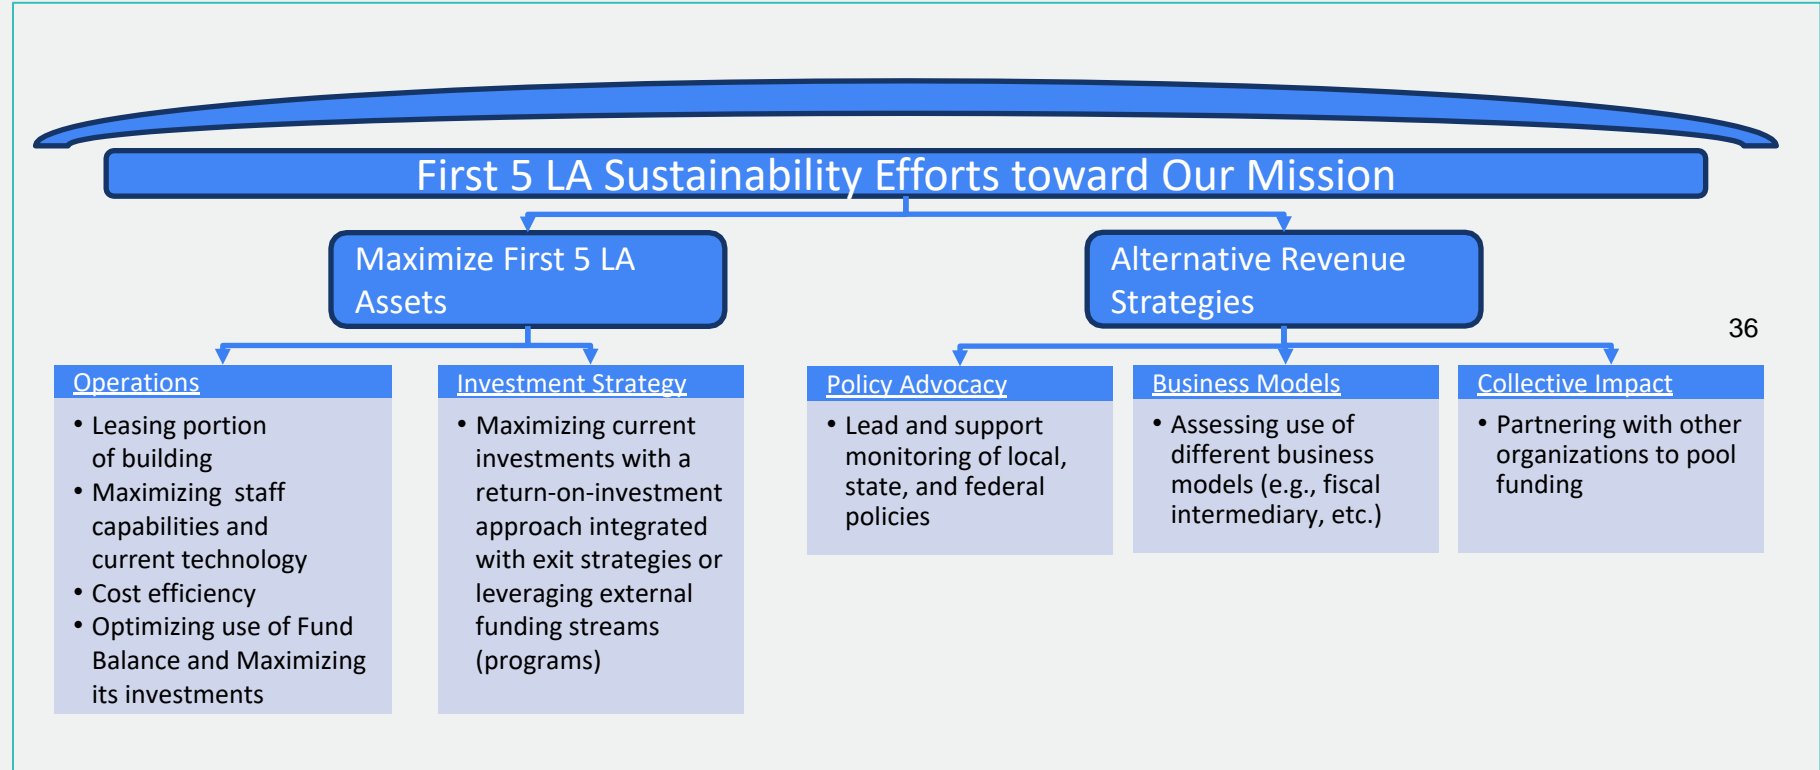 First 5 LA Sustainability Efforts toward Our Mission
Maximize First 5 LA
Assets
Alternative Revenue
Strategies
36
Operations
• Leasing portion
of building
• Maximizing  staff
capabilities and
current technology
• Cost efficiency
• Optimizing use of Fund
Balance and Maximizing
its investments
Investment Strategy
• Maximizing current
investments with a
return-on-investment
approach integrated
with exit strategies or
leveraging external
funding streams
(programs)
Policy Advocacy
• Lead and support
monitoring of local,
state, and federal
policies
Business Models
• Assessing use of
different business
models (e.g., fiscal
intermediary, etc.)
Collective Impact
• Partnering with other
organizations to pool
funding